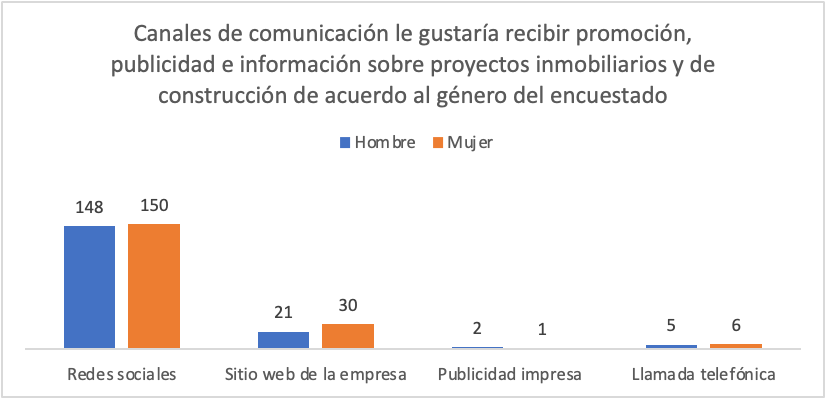 Canales de comunicación le gustaría recibir promoción,
publicidad e información sobre proyectos inmobiliarios y de
construcción de acuerdo al género del encuestado
Hombre Mujer
148 150
21 30
2 1
5 6
Redes sociales Sitio web de la empresa Publicidad impresa Llamada telefónica